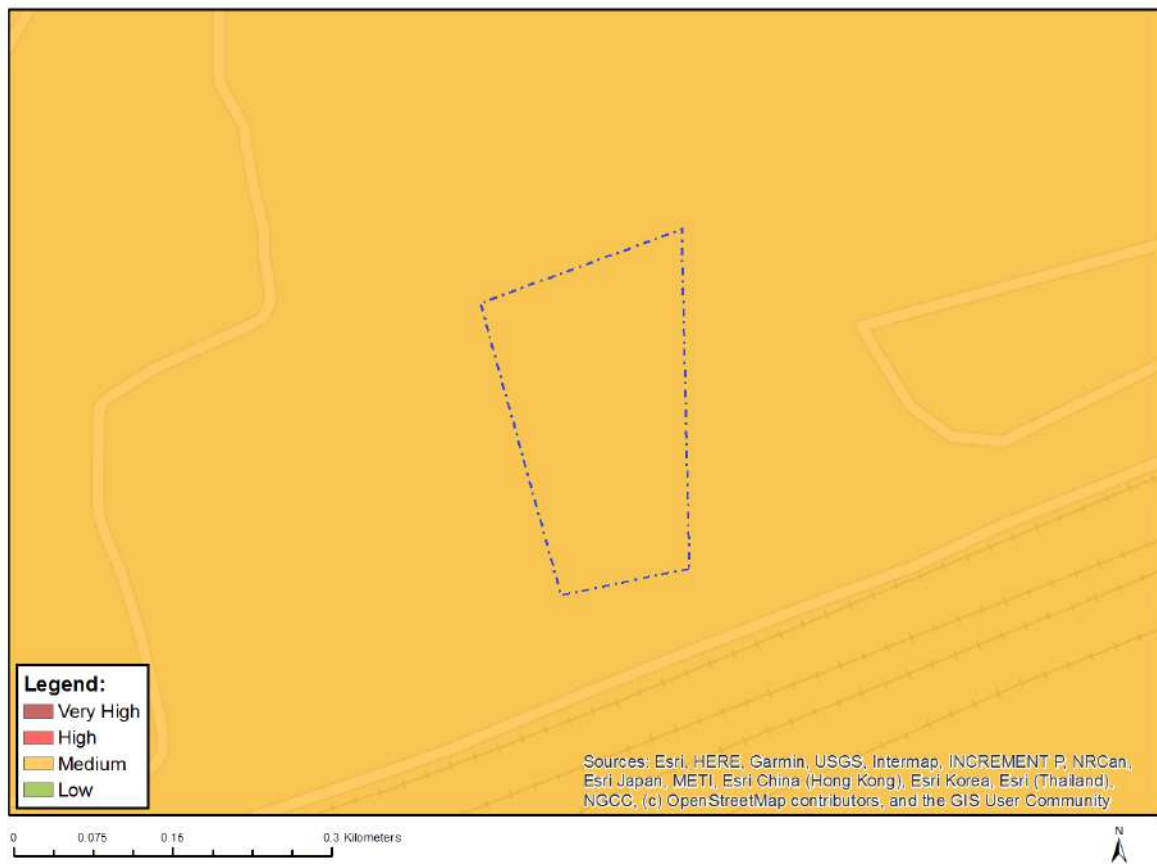 Legend:
Very High
High
Medium
Low
Sources: Esri, HERE, Garmin, USGS, Intermap, INCREMENT P, NRCan,
Esri Japan, METI, Esri China (Hong Kong), Esri Korea, Esri (Thailand),
NGCC, (c) OpenStreetMap contributors, and the GIS User Community
0 0.075 0.15 0.3 Kilometers
N